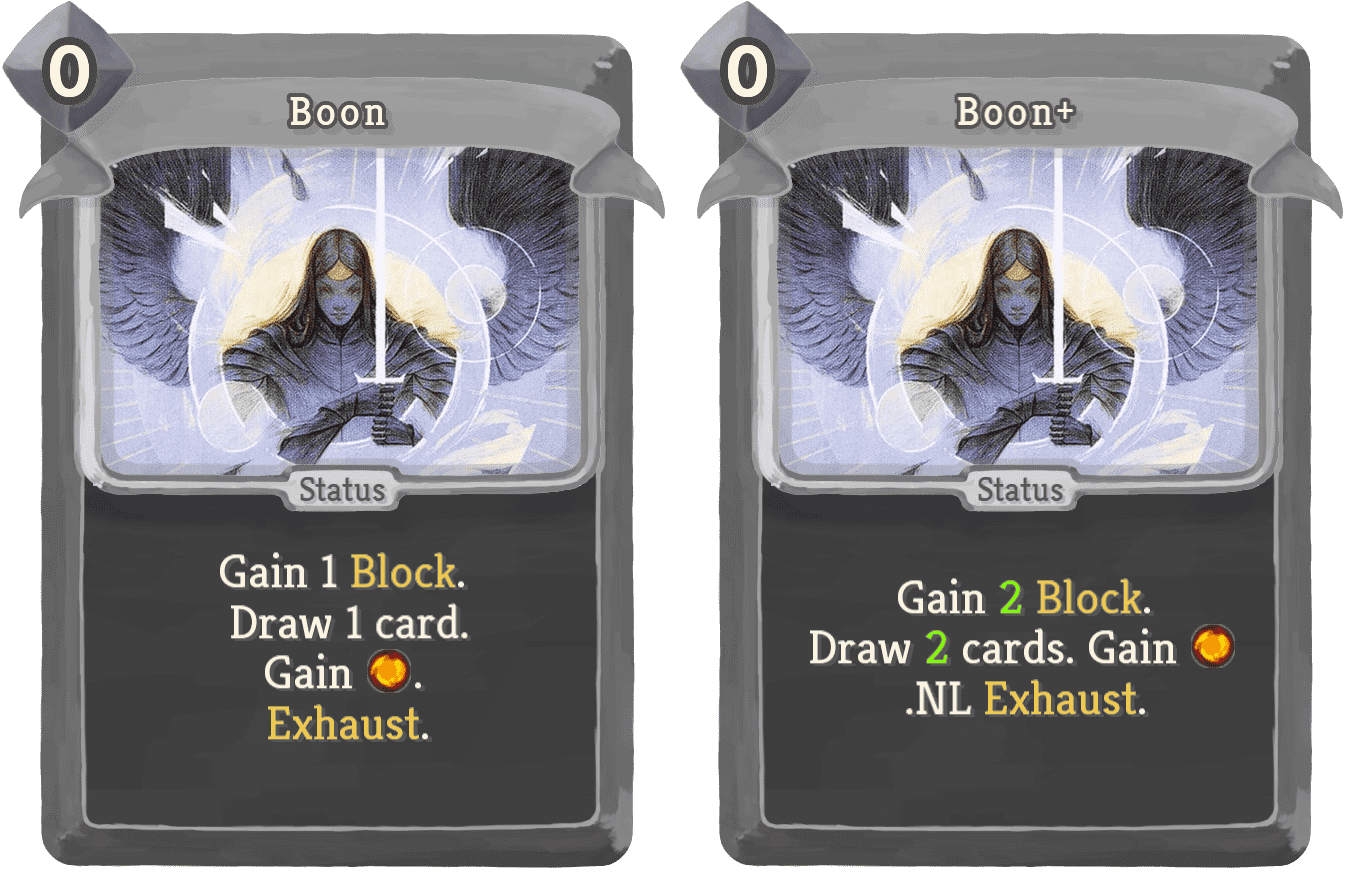 0
Boon
Status
Gain 1 Block.
Draw 1 card.
Gain .
Exhaust.
0
Boon+
Status
Gain 2 Block.
Draw 2 cards. Gain
.NL Exhaust.